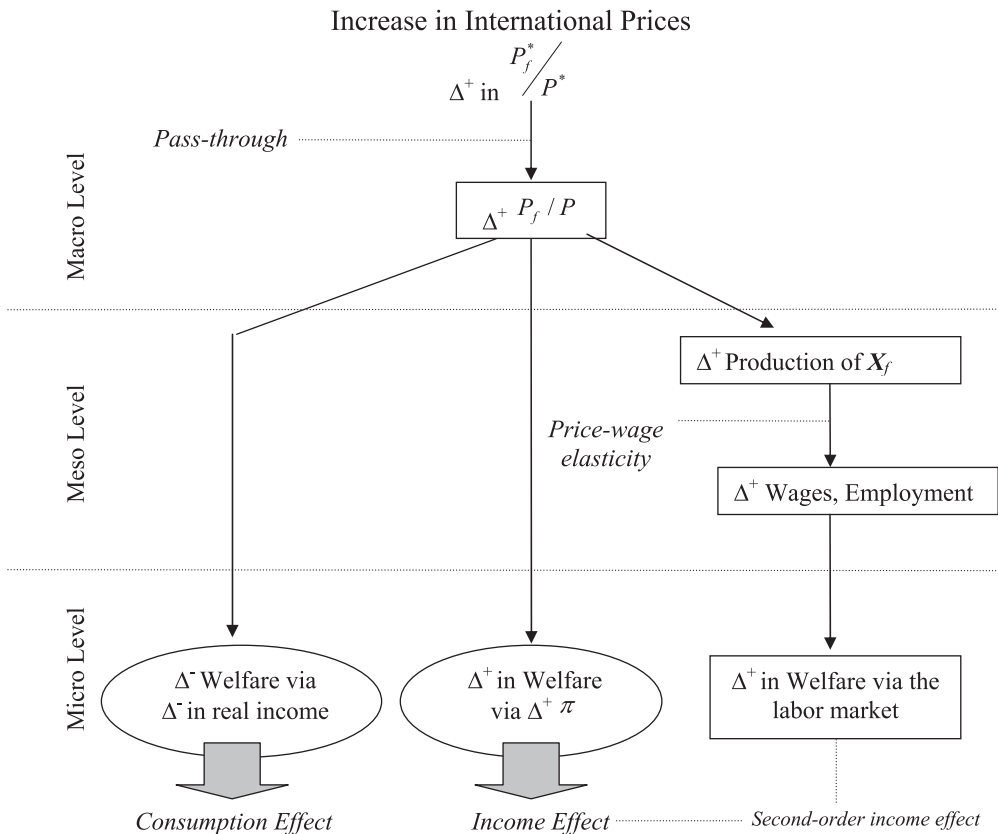 Increase in International Prices
Δ⁺ in P*f / P*
Pass-through
Macro Level
Δ⁺ Pf / P
Meso Level
Δ⁺ Production of Xf
Price-wage
elasticity
Δ⁺ Wages, Employment
Micro Level
Δ⁻ Welfare via
Δ⁻ in real income
Δ⁺ in Welfare
via Δ⁺ π
Δ⁺ in Welfare via the
labor market
Consumption Effect
Income Effect
Second-order income effect